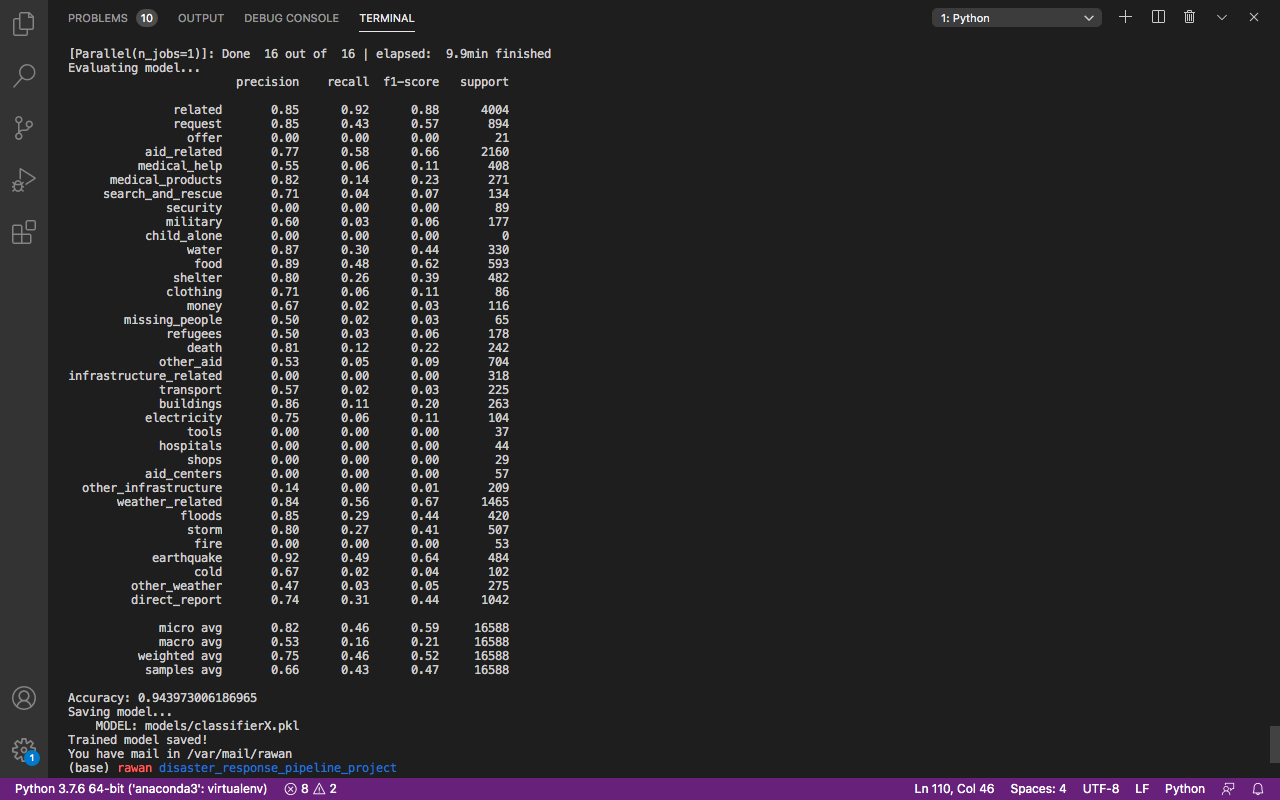 PROBLEMS 10 OUTPUT DEBUG CONSOLE TERMINAL 1: Python
[Parallel(n_jobs=1)]: Done  16 out of  16 | elapsed:  9.9min finished
Evaluating model...
precision recall f1-score support
related 0.85 0.92 0.88 4004
request 0.85 0.43 0.57 894
offer 0.00 0.00 0.00 21
aid_related 0.77 0.58 0.66 2160
medical_help 0.55 0.06 0.11 408
medical_products 0.82 0.14 0.23 271
search_and_rescue 0.71 0.04 0.07 134
security 0.00 0.00 0.00 89
military 0.60 0.03 0.06 177
child_alone 0.00 0.00 0.00 0
water 0.87 0.30 0.44 330
food 0.89 0.48 0.62 593
shelter 0.80 0.26 0.39 482
clothing 0.71 0.06 0.11 86
money 0.67 0.02 0.03 116
missing_people 0.50 0.02 0.03 65
refugees 0.50 0.03 0.06 178
death 0.81 0.12 0.22 242
other_aid 0.53 0.05 0.09 704
infrastructure_related 0.00 0.00 0.00 318
transport 0.57 0.02 0.03 225
buildings 0.86 0.11 0.20 263
electricity 0.75 0.06 0.11 104
tools 0.00 0.00 0.00 37
hospitals 0.00 0.00 0.00 44
shops 0.00 0.00 0.00 29
aid_centers 0.00 0.00 0.00 57
other_infrastructure 0.14 0.00 0.01 209
weather_related 0.84 0.56 0.67 1465
floods 0.85 0.29 0.44 420
storm 0.80 0.27 0.41 507
fire 0.00 0.00 0.00 53
earthquake 0.92 0.49 0.64 484
cold 0.67 0.02 0.04 102
other_weather 0.47 0.03 0.05 275
direct_report 0.74 0.31 0.44 1042
micro avg 0.82 0.46 0.59 16588
macro avg 0.53 0.16 0.21 16588
weighted avg 0.75 0.46 0.52 16588
samples avg 0.66 0.43 0.47 16588
Accuracy: 0.943973006186965
Saving model...
MODEL: models/classifierX.pkl
Trained model saved!
You have mail in /var/mail/rawan
(base) rawan disaster_response_pipeline_project
1
Python 3.7.6 64-bit ('anaconda3': virtualenv) 8 2 Ln 110, Col 46 Spaces: 4 UTF-8 LF Python